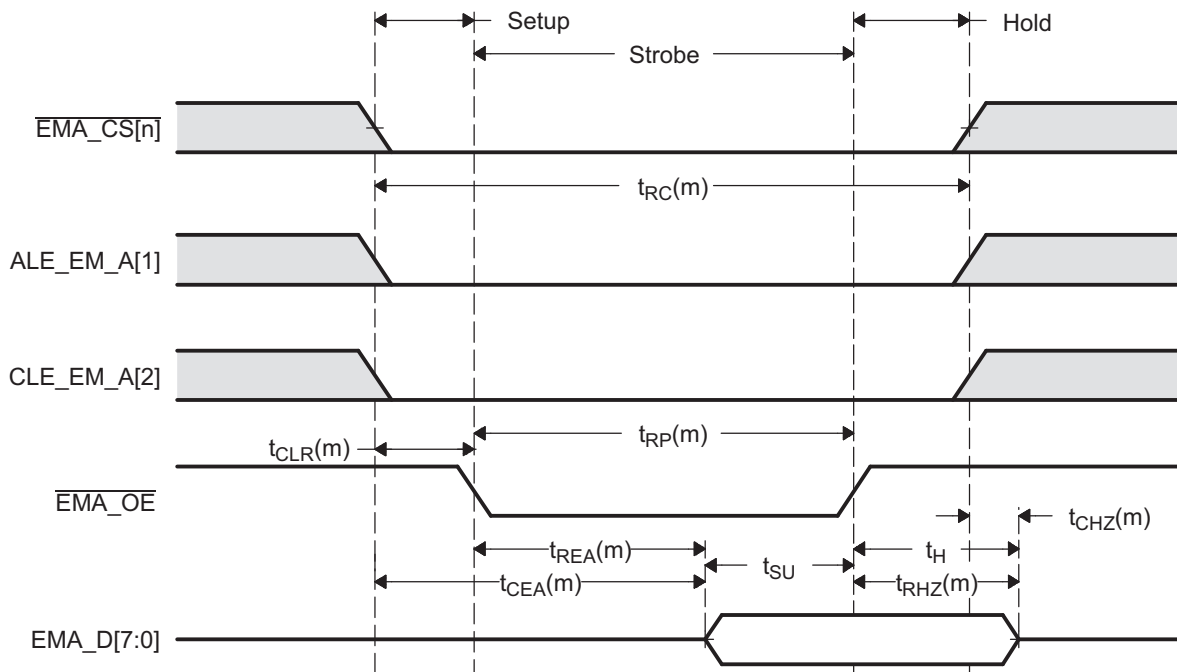 Setup
Hold
Strobe
EMA_CS[n]
tRC(m)
ALE_EM_A[1]
CLE_EM_A[2]
tRP(m)
tCLR(m)
EMA_OE
tCHZ(m)
tREA(m)
tH
tSU
tCEA(m)
tRHZ(m)
EMA_D[7:0]